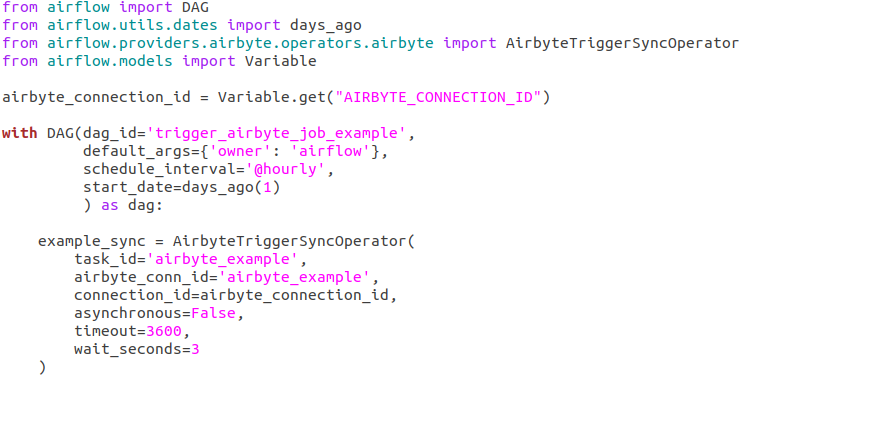 from airflow import DAG
from airflow.utils.dates import days_ago
from airflow.providers.airbyte.operators.airbyte import AirbyteTriggerSyncOperator
from airflow.models import Variable

airbyte_connection_id = Variable.get("AIRBYTE_CONNECTION_ID")

with DAG(dag_id='trigger_airbyte_job_example',
         default_args={'owner': 'airflow'},
         schedule_interval='@hourly',
         start_date=days_ago(1)
         ) as dag:

    example_sync = AirbyteTriggerSyncOperator(
        task_id='airbyte_example',
        airbyte_conn_id='airbyte_example',
        connection_id=airbyte_connection_id,
        asynchronous=False,
        timeout=3600,
        wait_seconds=3
    )